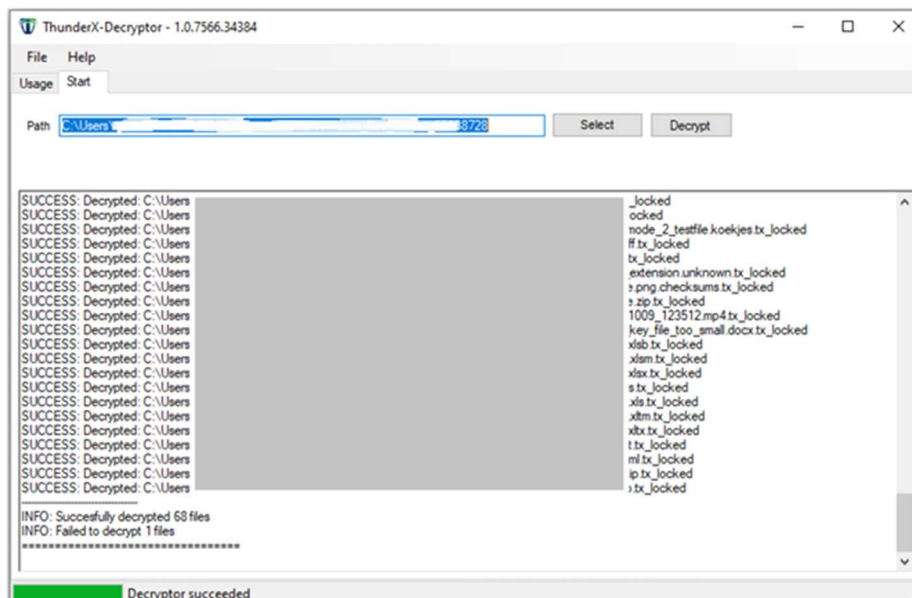 ThunderX-Decryptor - 1.0.7566.34384
File Help
Usage Start
Path C:\Users\ 38728 Select Decrypt
SUCCESS: Decrypted: C:\Users _locked
SUCCESS: Decrypted: C:\Users ocked
SUCCESS: Decrypted: C:\Users node_2_testfile.koekjes.tx_locked
SUCCESS: Decrypted: C:\Users ff.tx_locked
SUCCESS: Decrypted: C:\Users tx_locked
SUCCESS: Decrypted: C:\Users _extension.unknown.tx_locked
SUCCESS: Decrypted: C:\Users e.png.checksums.tx_locked
SUCCESS: Decrypted: C:\Users e.zip.tx_locked
SUCCESS: Decrypted: C:\Users 1009_123512.mp4.tx_locked
SUCCESS: Decrypted: C:\Users _key_file_too_small.docx.tx_locked
SUCCESS: Decrypted: C:\Users xlsb.tx_locked
SUCCESS: Decrypted: C:\Users .xlsm.tx_locked
SUCCESS: Decrypted: C:\Users xlsx.tx_locked
SUCCESS: Decrypted: C:\Users s.tx_locked
SUCCESS: Decrypted: C:\Users .xls.tx_locked
SUCCESS: Decrypted: C:\Users .xltm.tx_locked
SUCCESS: Decrypted: C:\Users xltx.tx_locked
SUCCESS: Decrypted: C:\Users t.tx_locked
SUCCESS: Decrypted: C:\Users ml.tx_locked
SUCCESS: Decrypted: C:\Users ip.tx_locked
SUCCESS: Decrypted: C:\Users .tx_locked
--------------------------------
INFO: Succesfully decrypted 68 files
INFO: Failed to decrypt 1 files
=================================
Decryptor succeeded